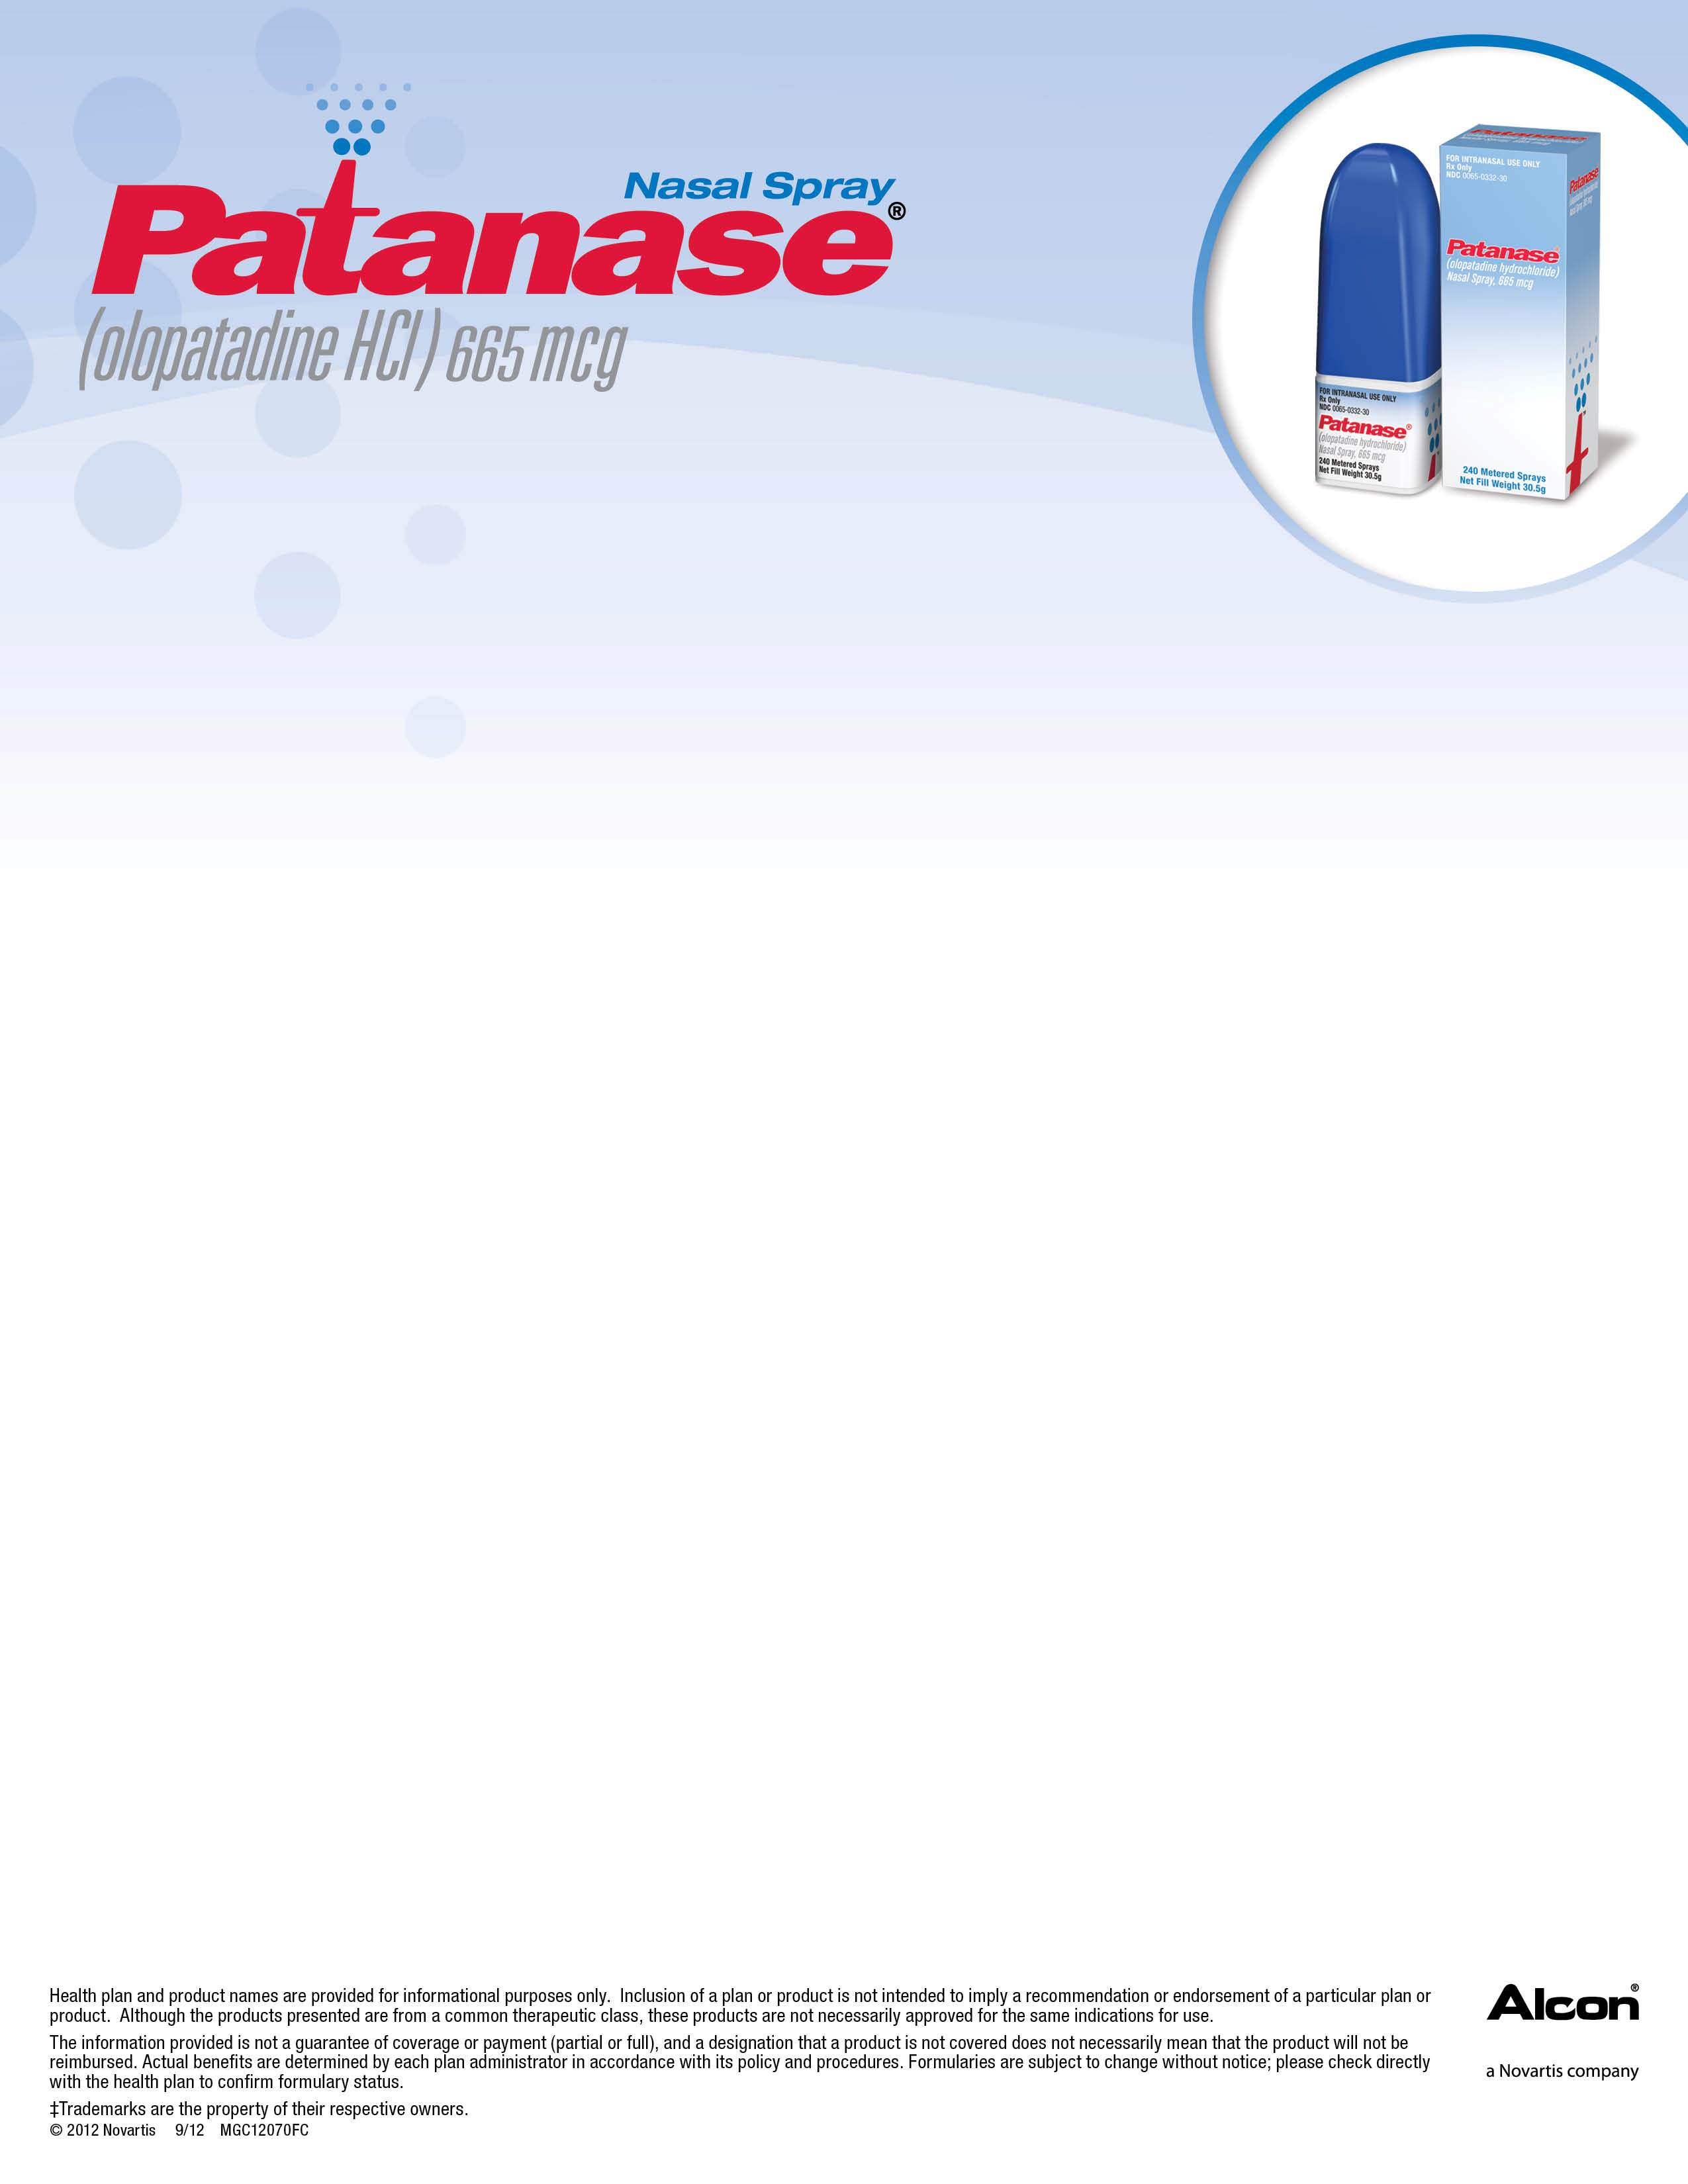 Nasal Spray
Patanase®
(olopatadine HCl) 665 mcg
Patanase
FOR INTRANASAL USE ONLY
Rx Only
NDC 0065-0332-30
Patanase
Patanase®
(olopatadine hydrochloride)
Nasal Spray, 665 mcg
240 Metered Sprays
Net Fill Weight 30.5g
FOR INTRANASAL USE ONLY
Rx Only
NDC 0065-0332-30
Patanase®
(olopatadine hydrochloride)
Nasal Spray, 665 mcg
240 Metered Sprays
Net Fill Weight 30.5g
Health plan and product names are provided for informational purposes only.  Inclusion of a plan or product is not intended to imply a recommendation or endorsement of a particular plan or
product.  Although the products presented are from a common therapeutic class, these products are not necessarily approved for the same indications for use.
The information provided is not a guarantee of coverage or payment (partial or full), and a designation that a product is not covered does not necessarily mean that the product will not be
reimbursed. Actual benefits are determined by each plan administrator in accordance with its policy and procedures. Formularies are subject to change without notice; please check directly
with the health plan to confirm formulary status.
‡Trademarks are the property of their respective owners.
© 2012 Novartis     9/12    MGC12070FC
Alcon®
a Novartis company